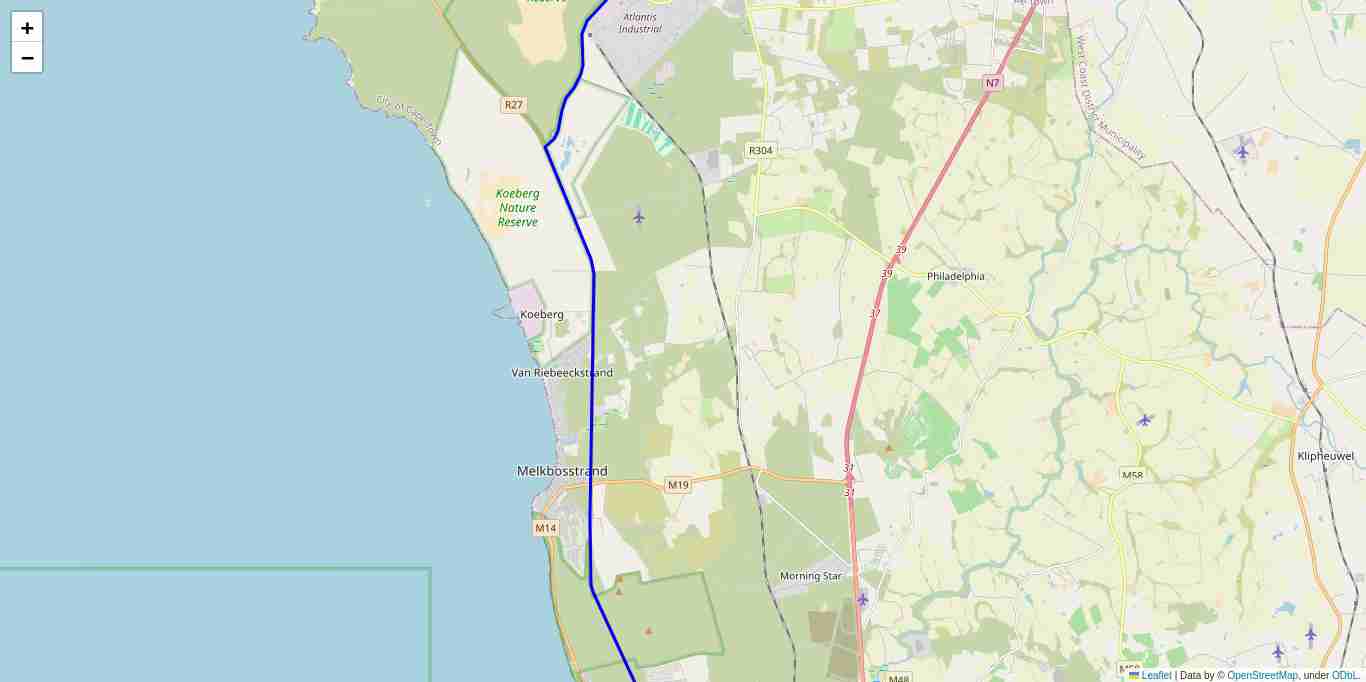 +
−
Reserve
Atlantis
Industrial
West Coast District Municipality
City of Cape Town
R27
N7
R304
Koeberg
Nature
Reserve
39
39
Philadelphia
37
Koeberg
Van Riebeeckstrand
Melkbosstrand
M19
31
31
M58
Klipheuwel
M14
Morning Star
M48
Leaflet | Data by © OpenStreetMap, under ODbL.